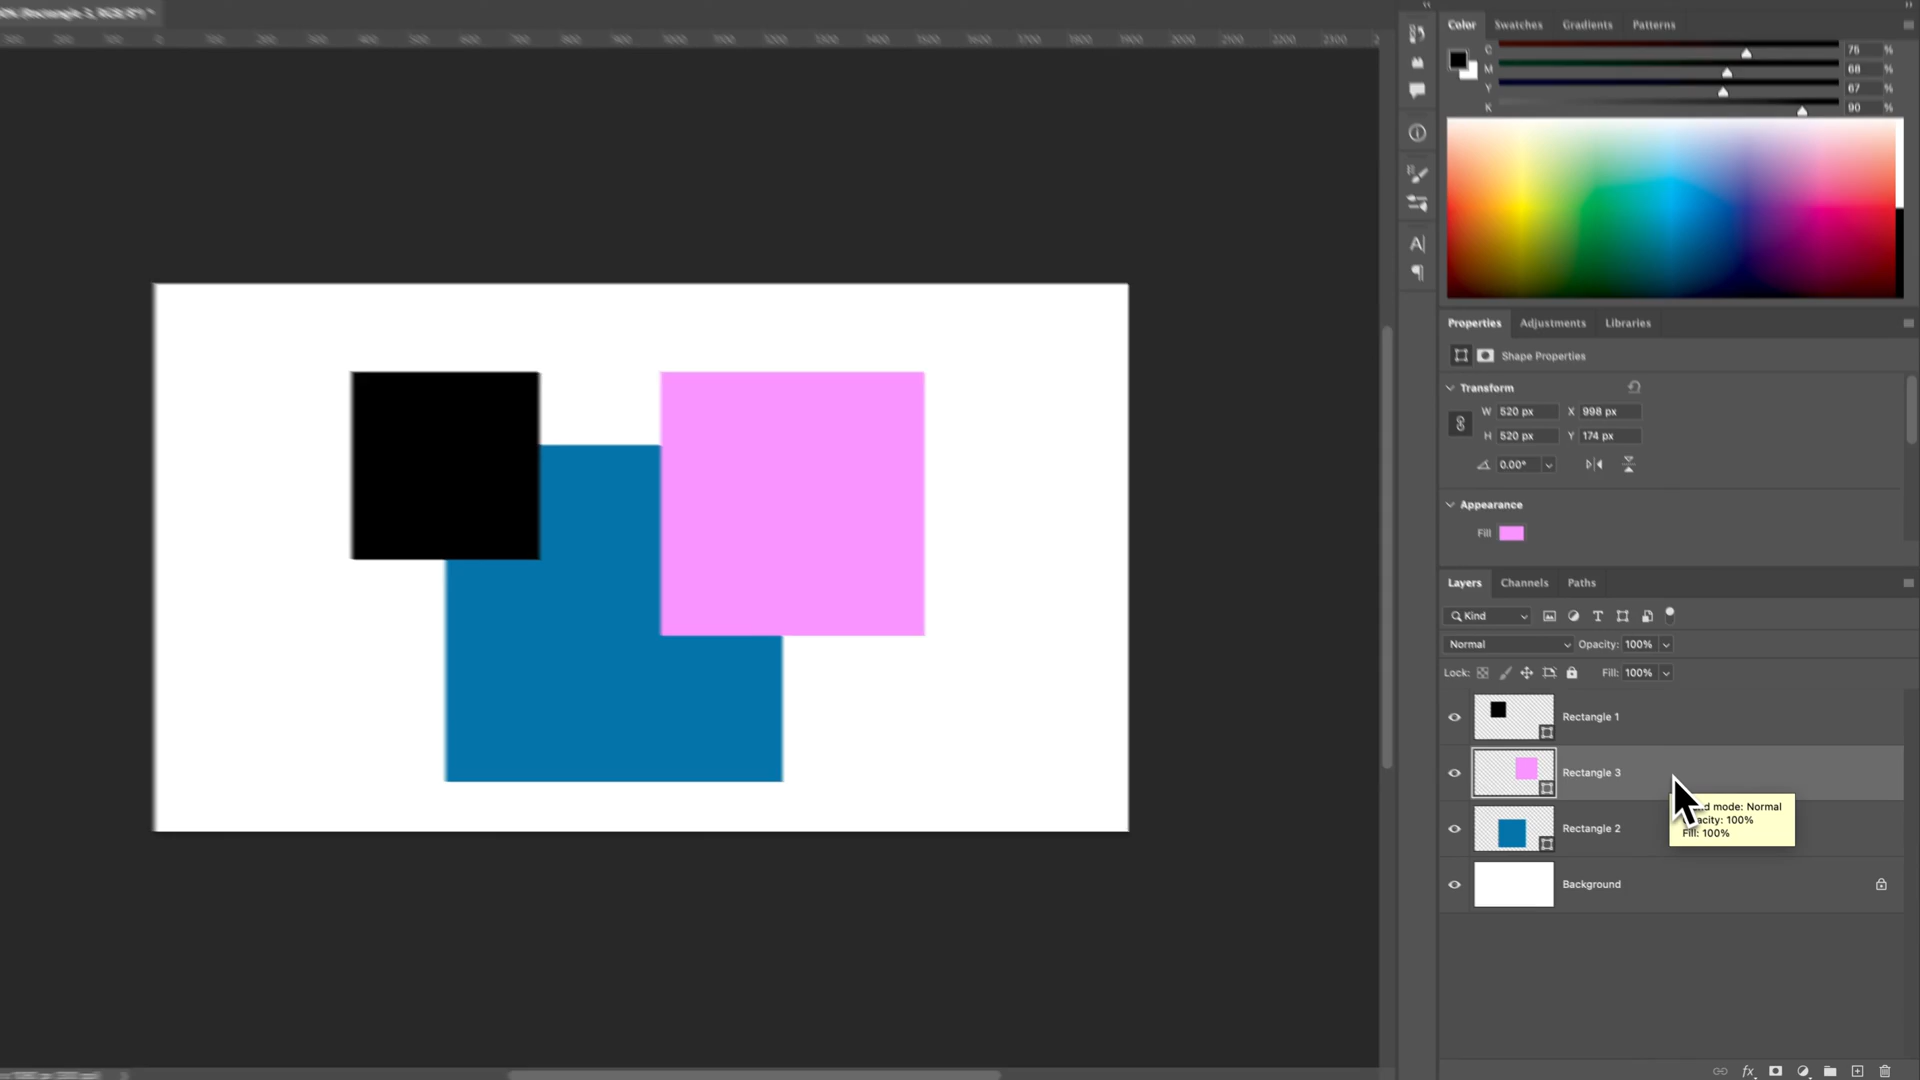 Color Swatches Gradients Patterns
C 75 %
M 68 %
Y 67 %
K 90 %
Properties Adjustments Libraries
Shape Properties
Transform
W 520 px X 998 px
H 520 px Y 174 px
0.00°
Appearance
Fill
Layers Channels Paths
Kind
Normal Opacity: 100%
Lock: Fill: 100%
Rectangle 1
Rectangle 3
mode: Normal
Opacity: 100%
Fill: 100%
Rectangle 2
Background
fx